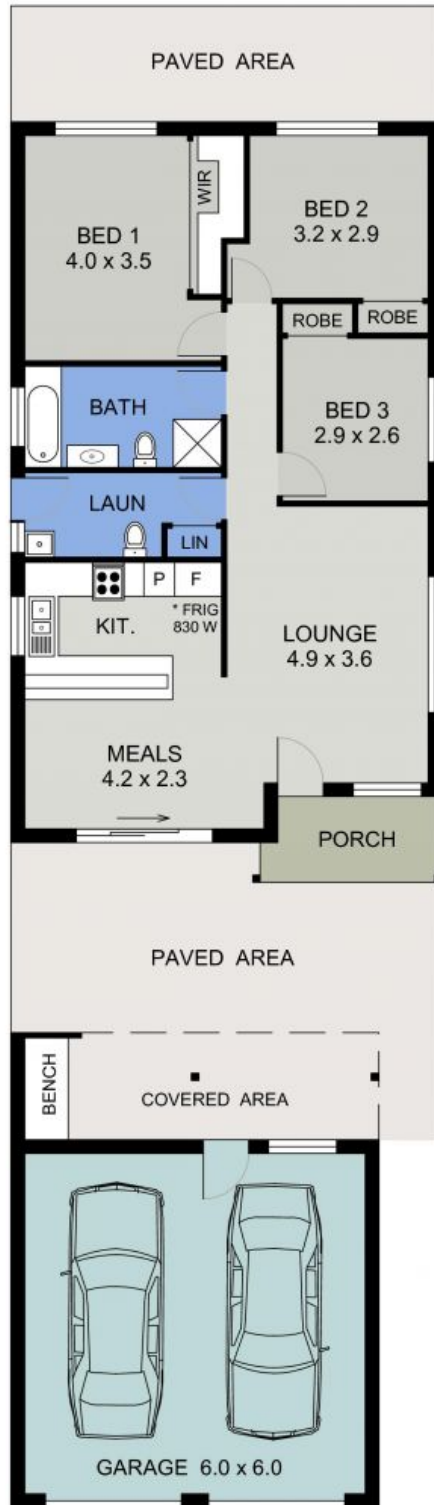 PAVED AREA
WIR
BED 1
4.0 x 3.5
BED 2
3.2 x 2.9
ROBE
ROBE
BATH
BED 3
2.9 x 2.6
LAUN
LIN
P
F
KIT.
* FRIG
830 W
LOUNGE
4.9 x 3.6
MEALS
4.2 x 2.3
PORCH
PAVED AREA
BENCH
COVERED AREA
GARAGE 6.0 x 6.0